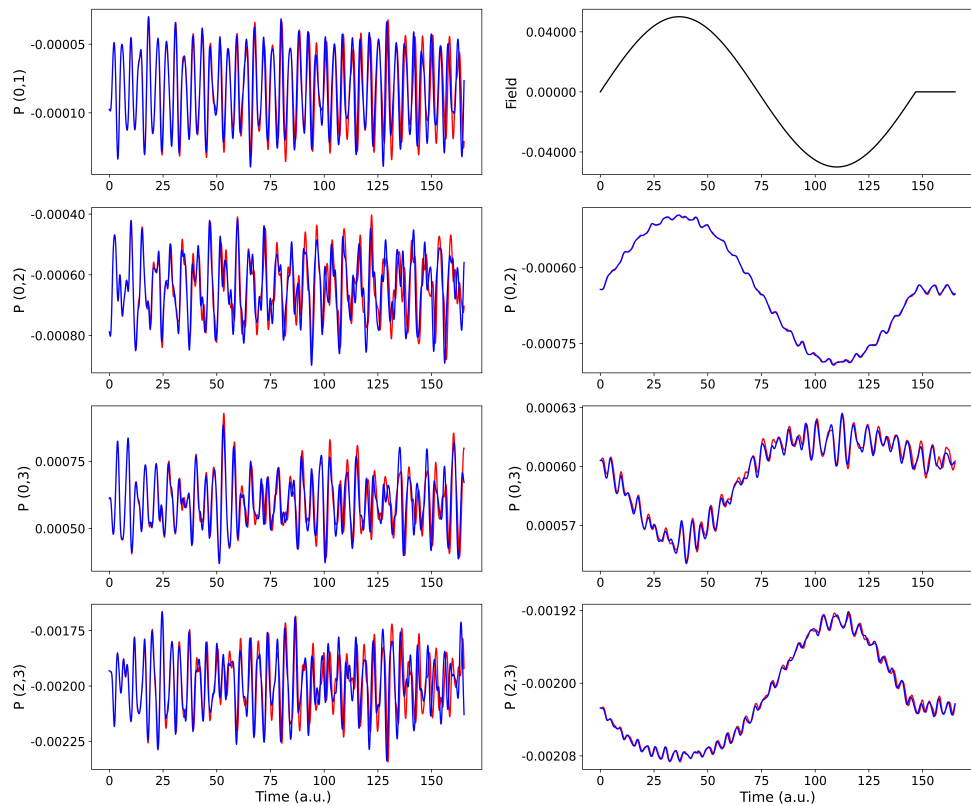 P (0,1)
-0.00005
-0.00010
0 25 50 75 100 125 150
Field
0.04000
0.00000
-0.04000
0 25 50 75 100 125 150
P (0,2)
-0.00040
-0.00060
-0.00080
0 25 50 75 100 125 150
P (0,2)
-0.00060
-0.00075
0 25 50 75 100 125 150
P (0,3)
0.00075
0.00050
0 25 50 75 100 125 150
P (0,3)
0.00063
0.00060
0.00057
0 25 50 75 100 125 150
P (2,3)
-0.00175
-0.00200
-0.00225
0 25 50 75 100 125 150
Time (a.u.)
P (2,3)
-0.00192
-0.00200
-0.00208
0 25 50 75 100 125 150
Time (a.u.)